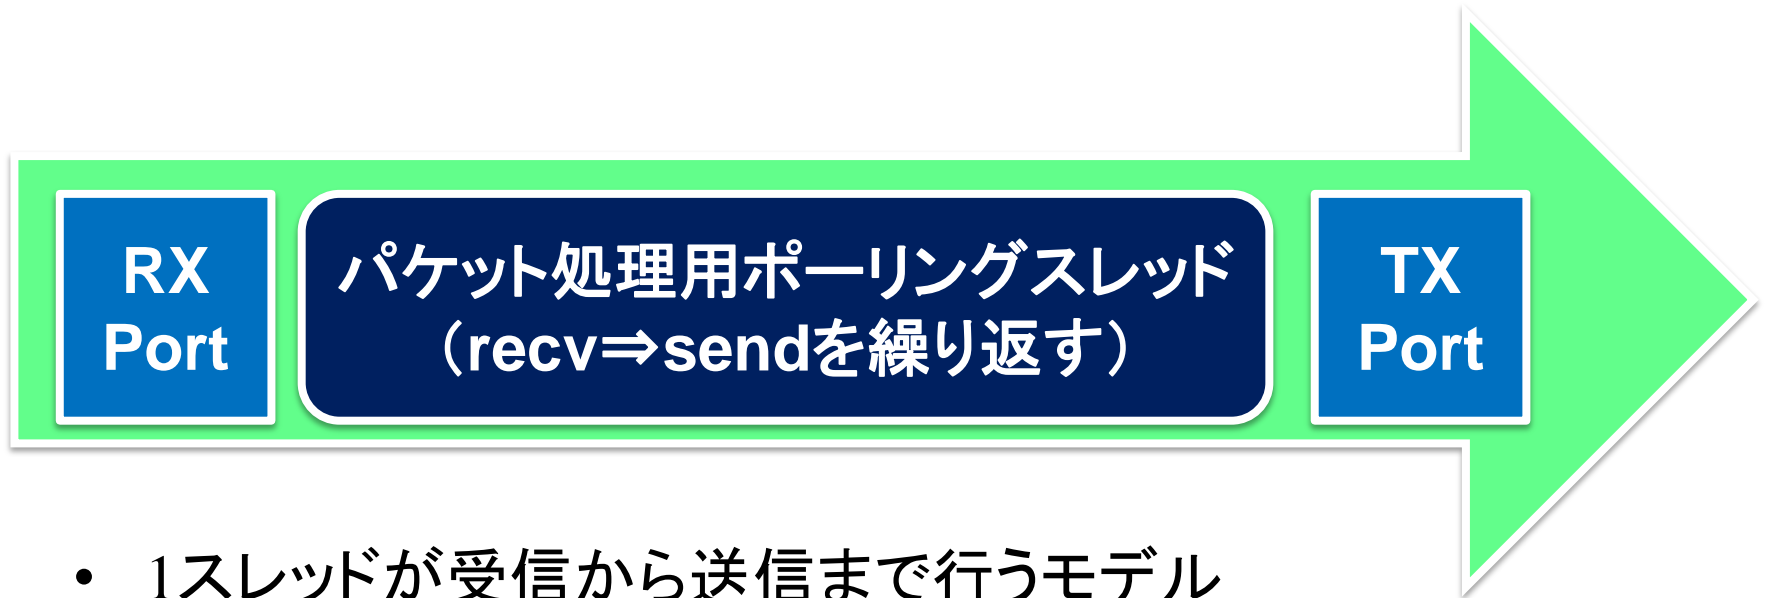 RX
Port
パケット処理用ポーリングスレッド
（recv⇒sendを繰り返す）
TX
Port
• 1スレッドが受信から送信まで行うモデル